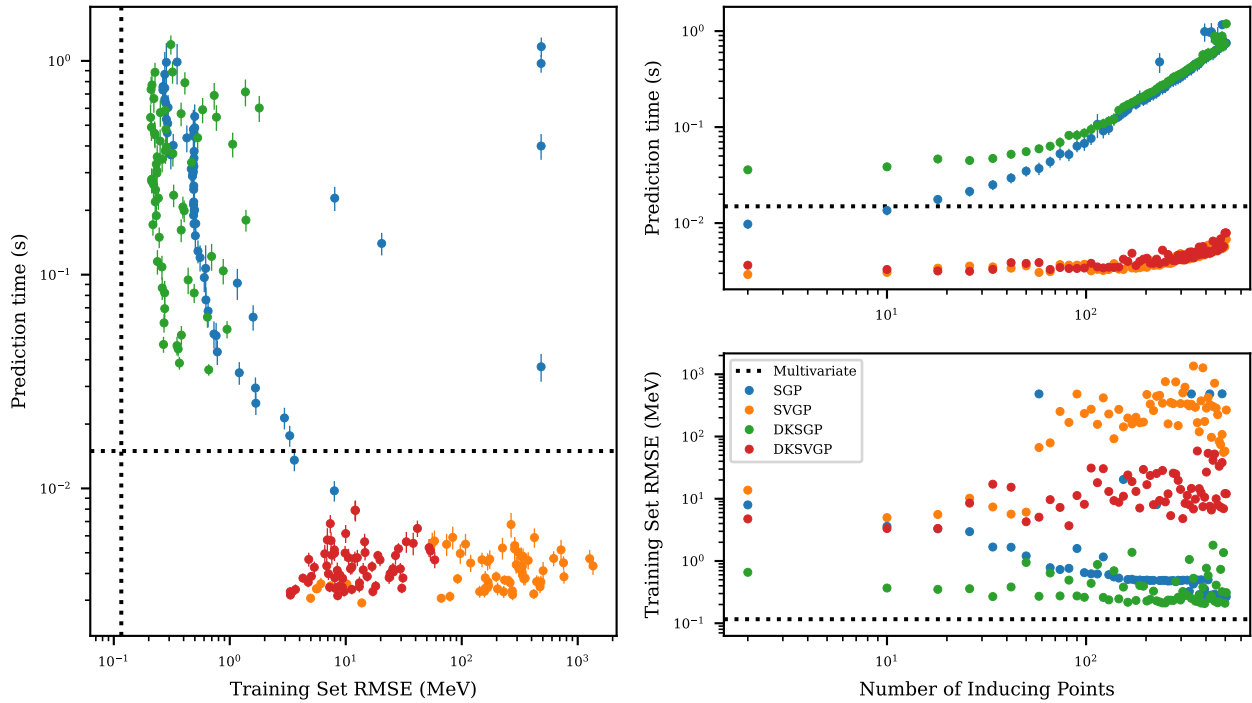 Prediction time (s)
10⁰
10⁻¹
10⁻²
10⁻¹
10⁰
10¹
10²
10³
Training Set RMSE (MeV)
Prediction time (s)
10⁰
10⁻¹
10⁻²
10¹
10²
Training Set RMSE (MeV)
10³
10²
10¹
10⁰
10⁻¹
Multivariate
SGP
SVGP
DKSGP
DKSVGP
10¹
10²
Number of Inducing Points